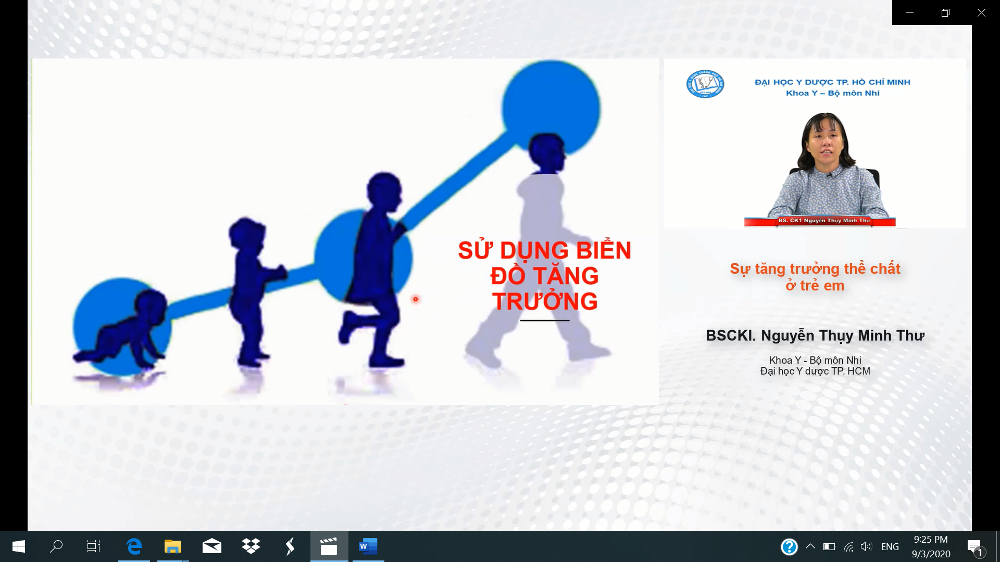 SỬ DỤNG BIỂN
ĐỒ TĂNG
TRƯỞNG
ĐẠI HỌC Y DƯỢC TP. HỒ CHÍ MINH
Khoa Y – Bộ môn Nhi
BS. CK1 Nguyễn Thụy Minh Thư
Sự tăng trưởng thể chất
ở trẻ em
BSCKI. Nguyễn Thụy Minh Thư
Khoa Y - Bộ môn Nhi
Đại học Y dược TP. HCM
W
ENG
9:25 PM
9/3/2020
1